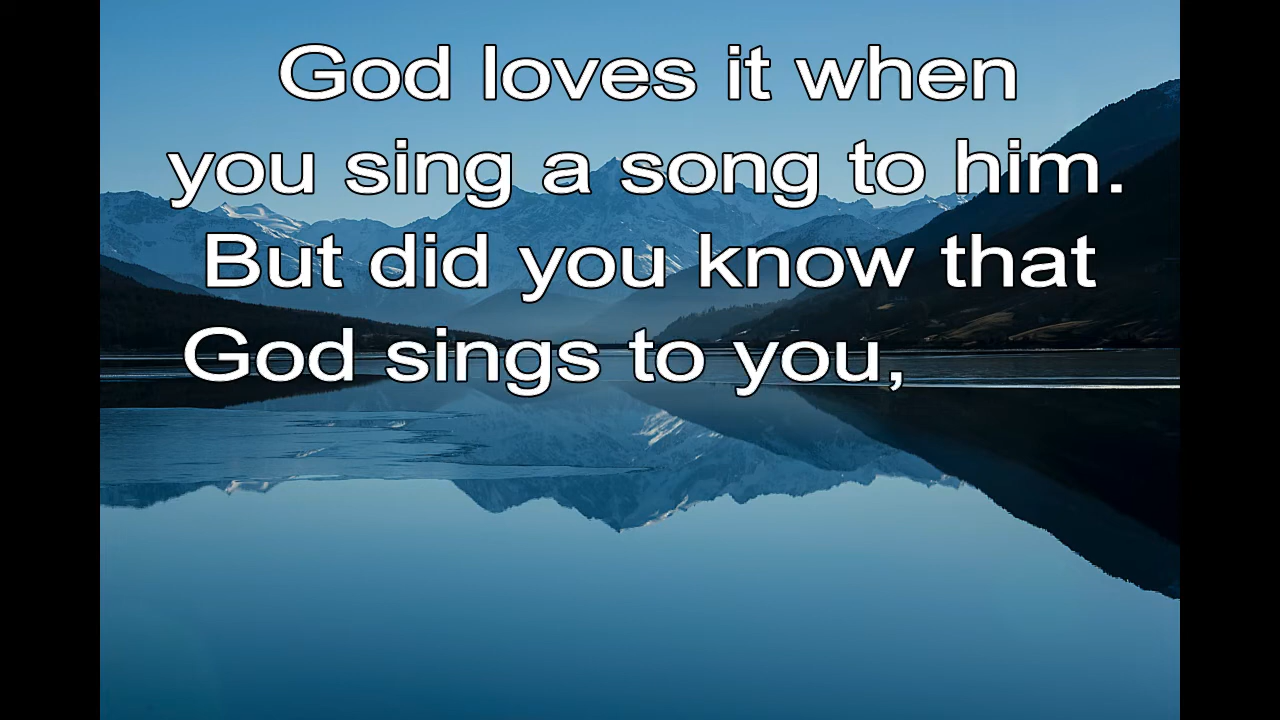 God loves it when
you sing a song to him.
But did you know that
God sings to you,